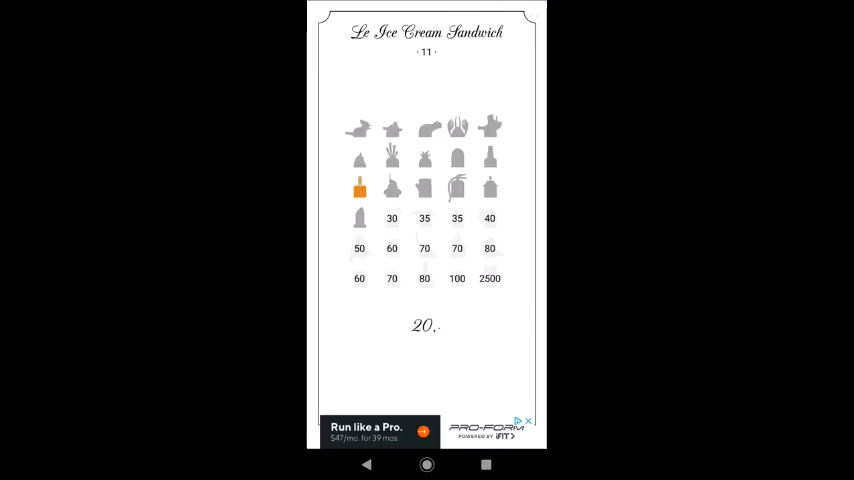 Le Ice Cream Sandwich
· 11 ·
30 35 35 40
50 60 70 70 80
60 70 80 100 2500
20,-
Run like a Pro.
$47/mo. for 39 mos.
PRO-FORM
POWERED BY iFIT